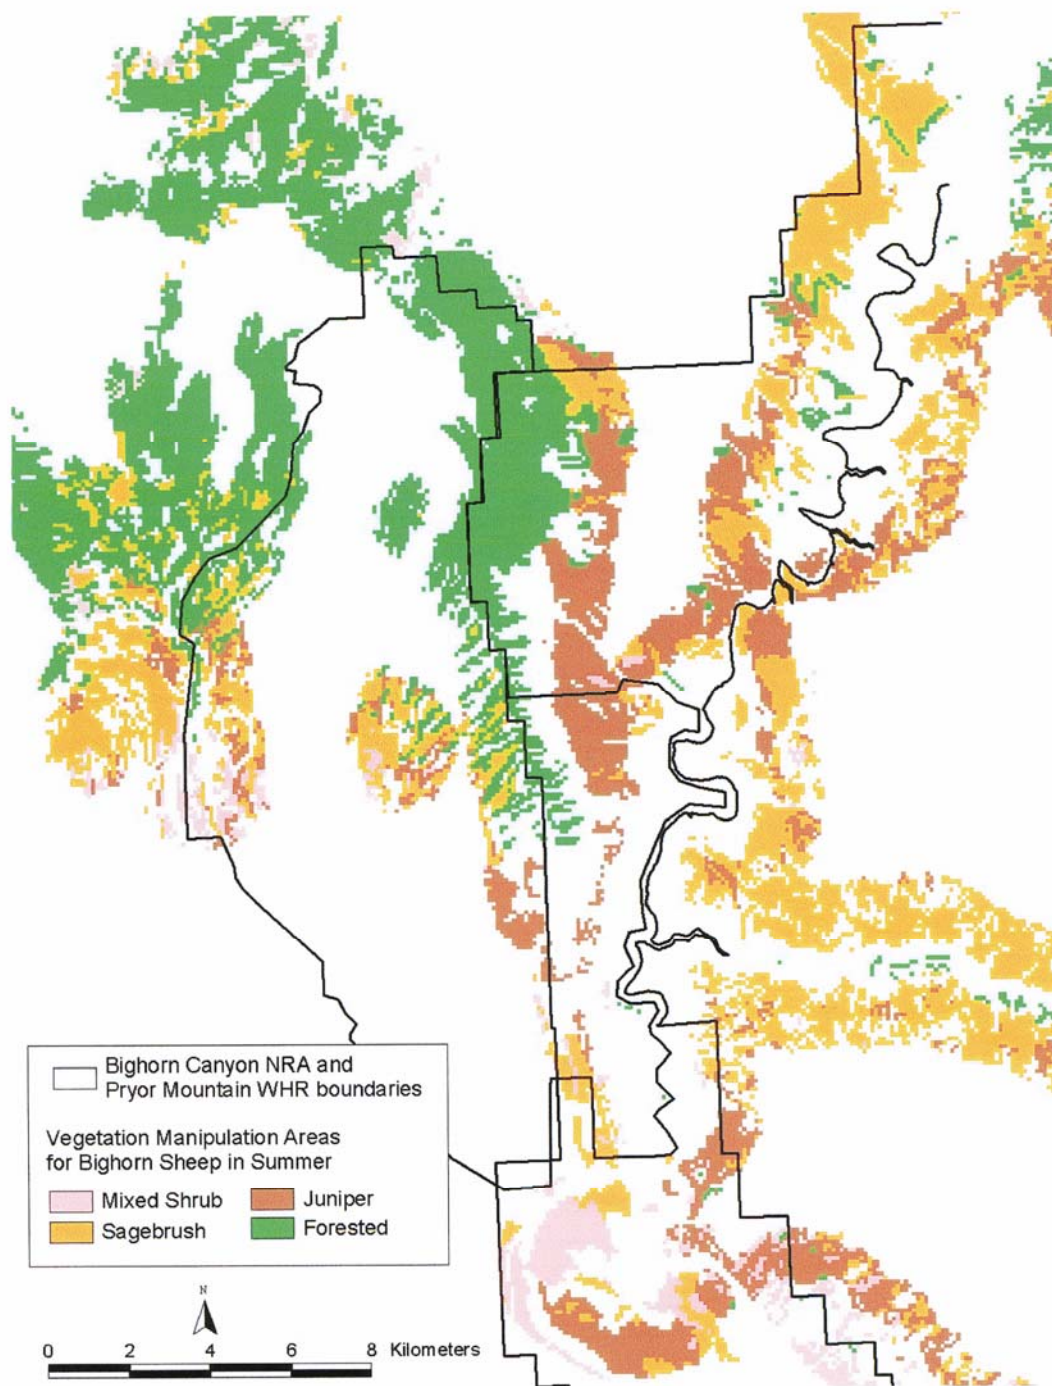 Bighorn Canyon NRA and
Pryor Mountain WHR boundaries
Vegetation Manipulation Areas
for Bighorn Sheep in Summer
Mixed Shrub
Juniper
Sagebrush
Forested
N
0 2 4 6 8 Kilometers